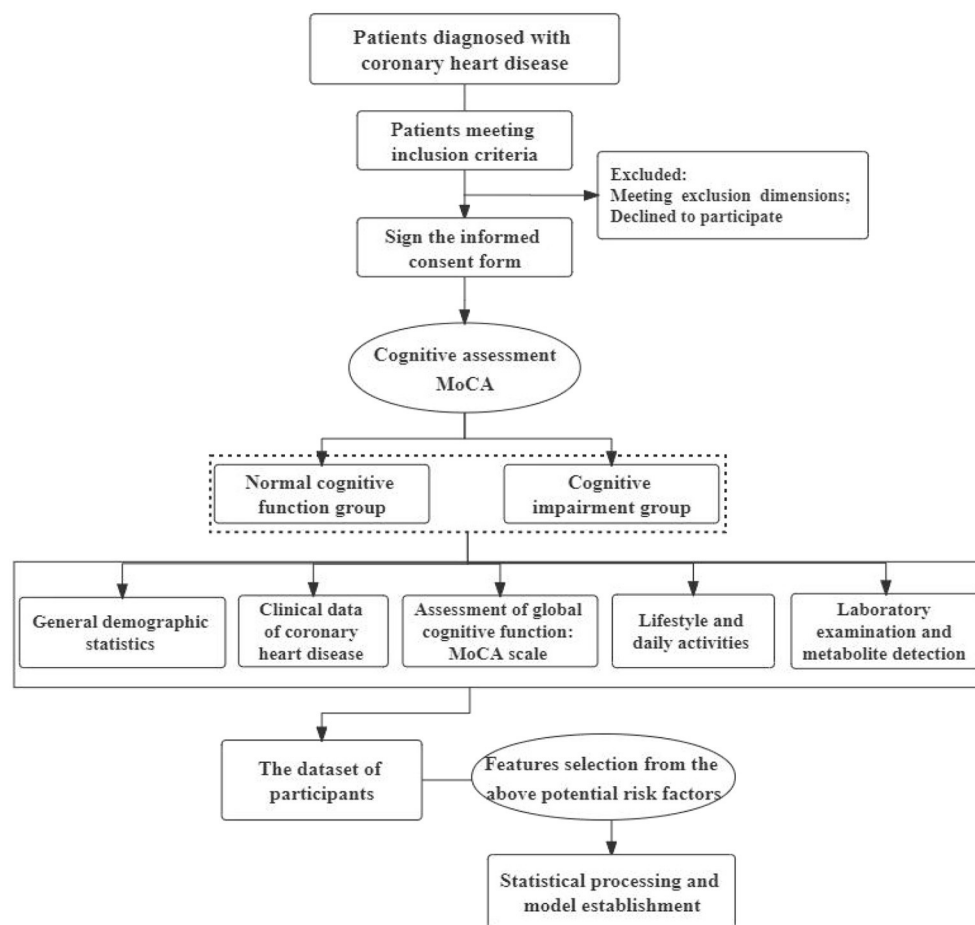 Patients diagnosed with
coronary heart disease
Patients meeting
inclusion criteria
Excluded:
Meeting exclusion dimensions;
Declined to participate
Sign the informed
consent form
Cognitive assessment
MoCA
Normal cognitive
function group
Cognitive
impairment group
General demographic
statistics
Clinical data
of coronary
heart disease
Assessment of global
cognitive function:
MoCA scale
Lifestyle and
daily activities
Laboratory
examination and
metabolite detection
The dataset of
participants
Features selection from the
above potential risk factors
Statistical processing and
model establishment